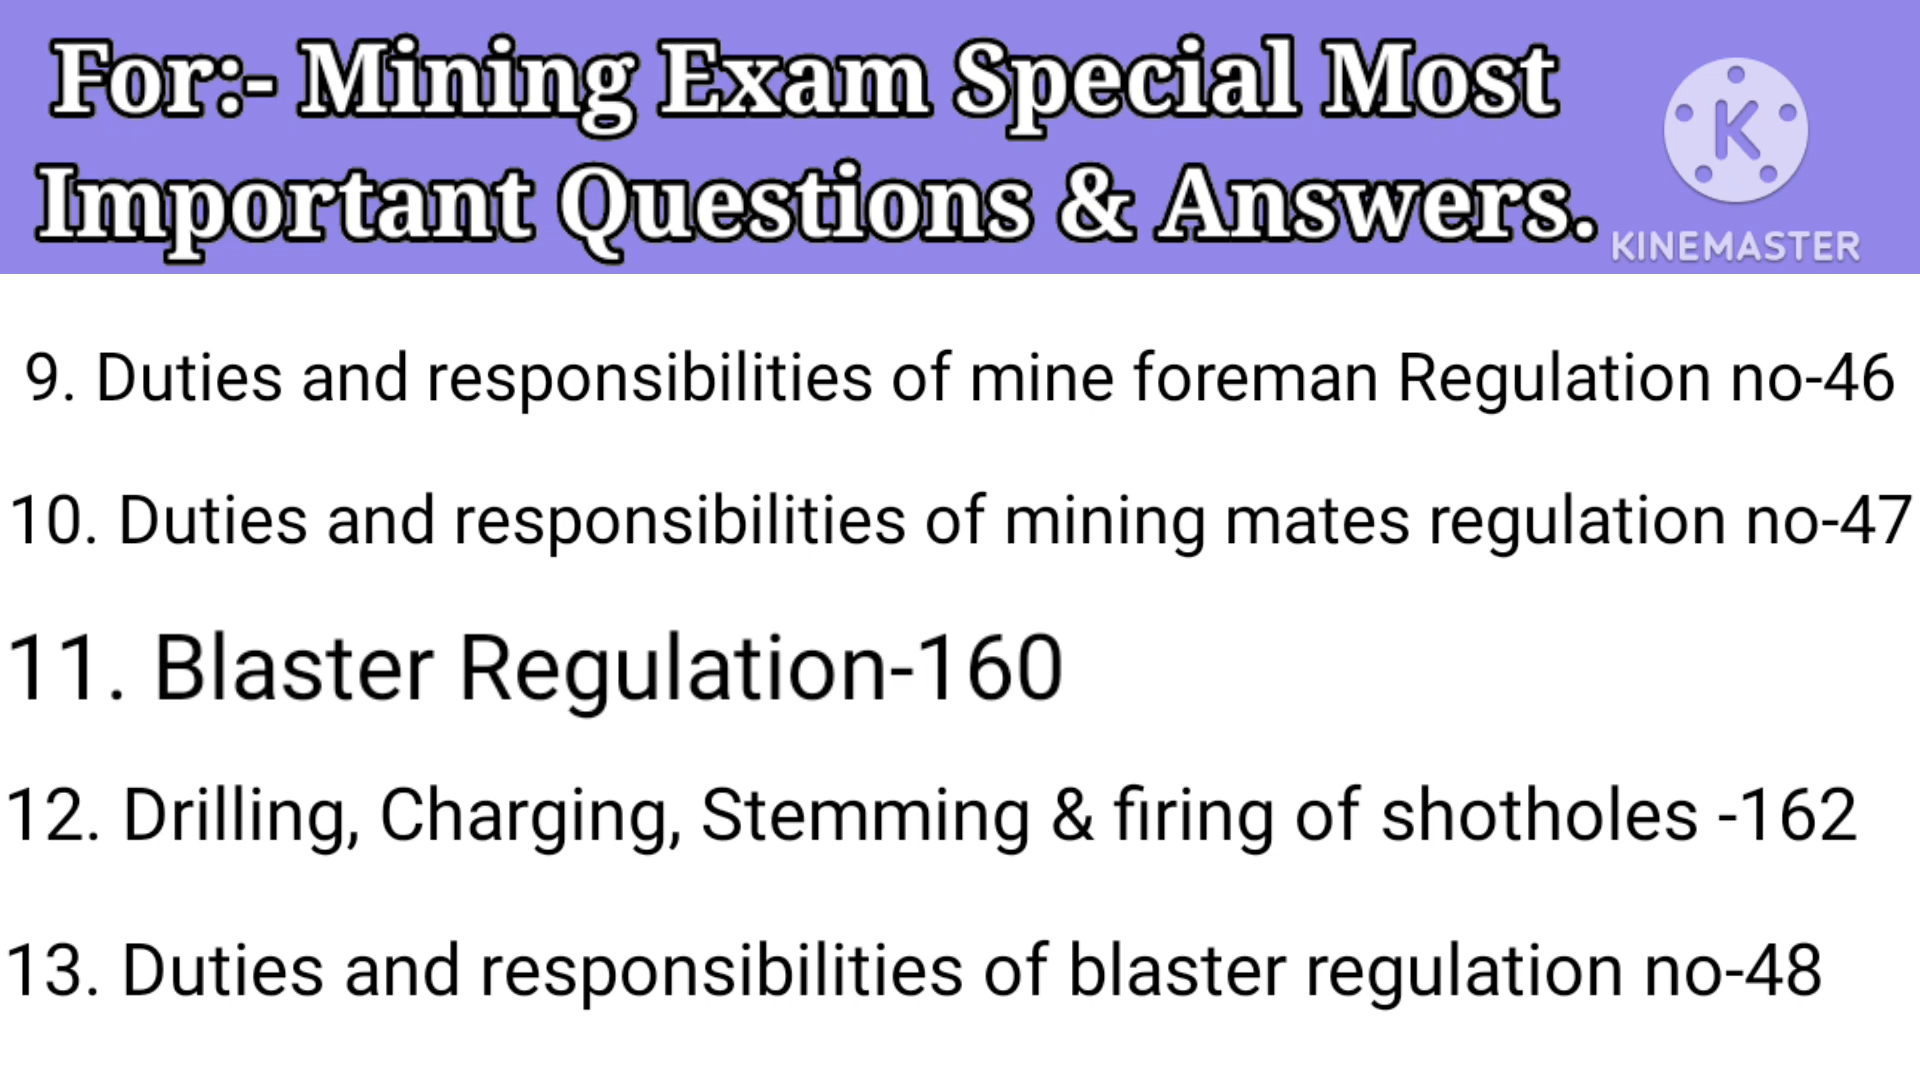 For:- Mining Exam Special Most
Important Questions & Answers.
K
KINEMASTER
9. Duties and responsibilities of mine foreman Regulation no-46
10. Duties and responsibilities of mining mates regulation no-47
11. Blaster Regulation-160
12. Drilling, Charging, Stemming & firing of shotholes -162
13. Duties and responsibilities of blaster regulation no-48